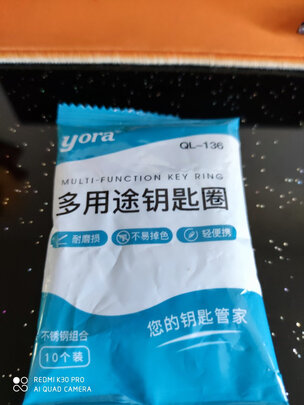 yora
QL-136
MULTI-FUNCTION KEY RING
多用途钥匙圈
耐磨损 不易掉色 轻便携
您的钥匙管家
不锈钢组合
10个装
REDMI K30 PRO
AI QUAD CAMERA